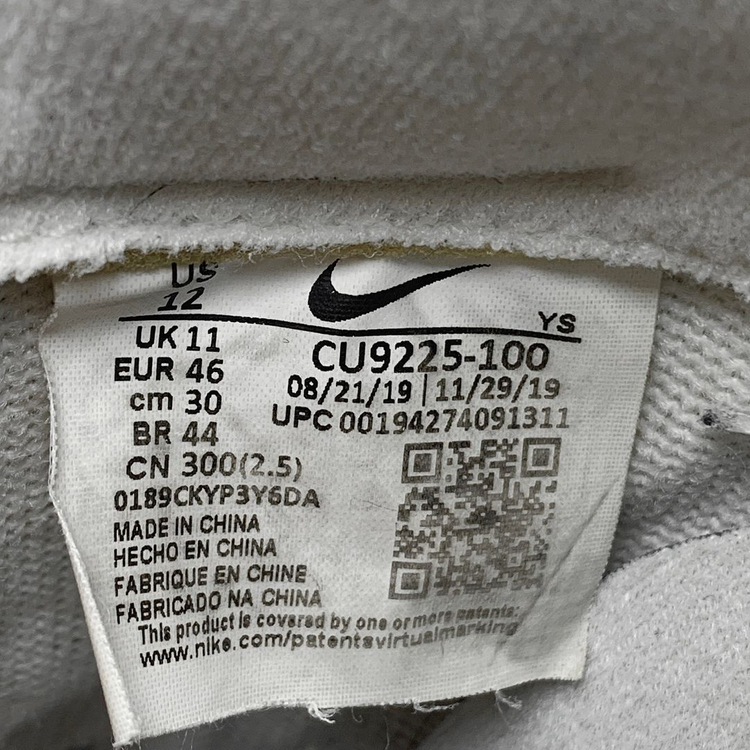 US
12
YS
UK 11
EUR 46
cm 30
BR 44
CN 300(2.5)
CU9225-100
08/21/19 | 11/29/19
UPC 00194274091311
0189CKYP3Y6DA
MADE IN CHINA
HECHO EN CHINA
FABRIQUE EN CHINE
FABRICADO NA CHINA
This product is covered by one or more patents:
www.nike.com/patentsvirtualmarking